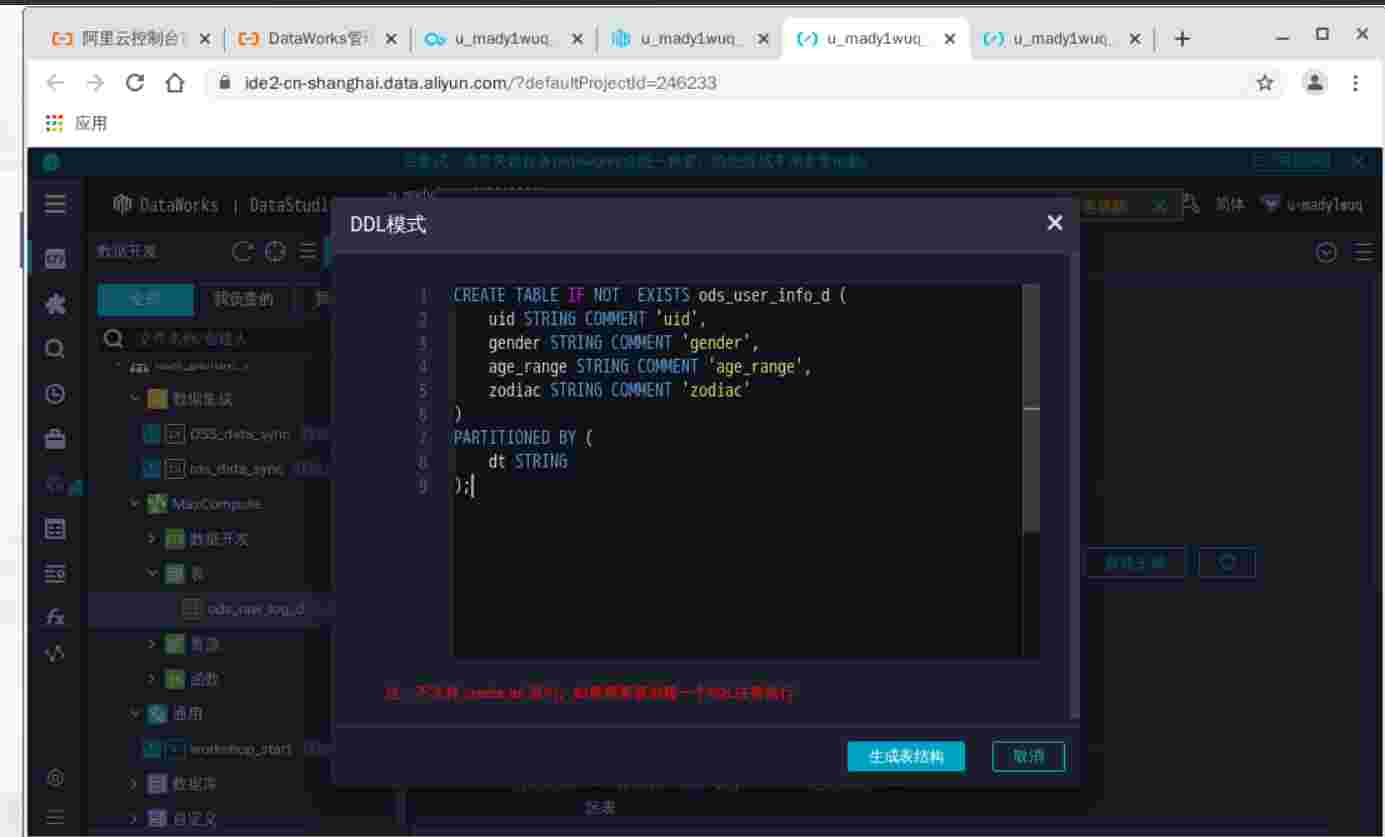 阿里云控制台
DataWorks管
u_mady1wuq_
u_mady1wuq_
u_mady1wuq_
u_mady1wuq_
ide2-cn-shanghai.data.aliyun.com/?defaultProjectId=246233
应用
DataWorks | DataStudi
简体
u-mady1wuq
数据开发
全部
我负责的
文件名称/创建人
数据集成
OSS_data_sync
rds_data_sync
MaxCompute
数据开发
表
ods_raw_log_d
资源
函数
通用
workshop_start
数据库
自定义
DDL模式
1 CREATE TABLE IF NOT  EXISTS ods_user_info_d (
2     uid STRING COMMENT 'uid',
3     gender STRING COMMENT 'gender',
4     age_range STRING COMMENT 'age_range',
5     zodiac STRING COMMENT 'zodiac'
6 )
7 PARTITIONED BY (
8     dt STRING
9 );
生成表结构
取消